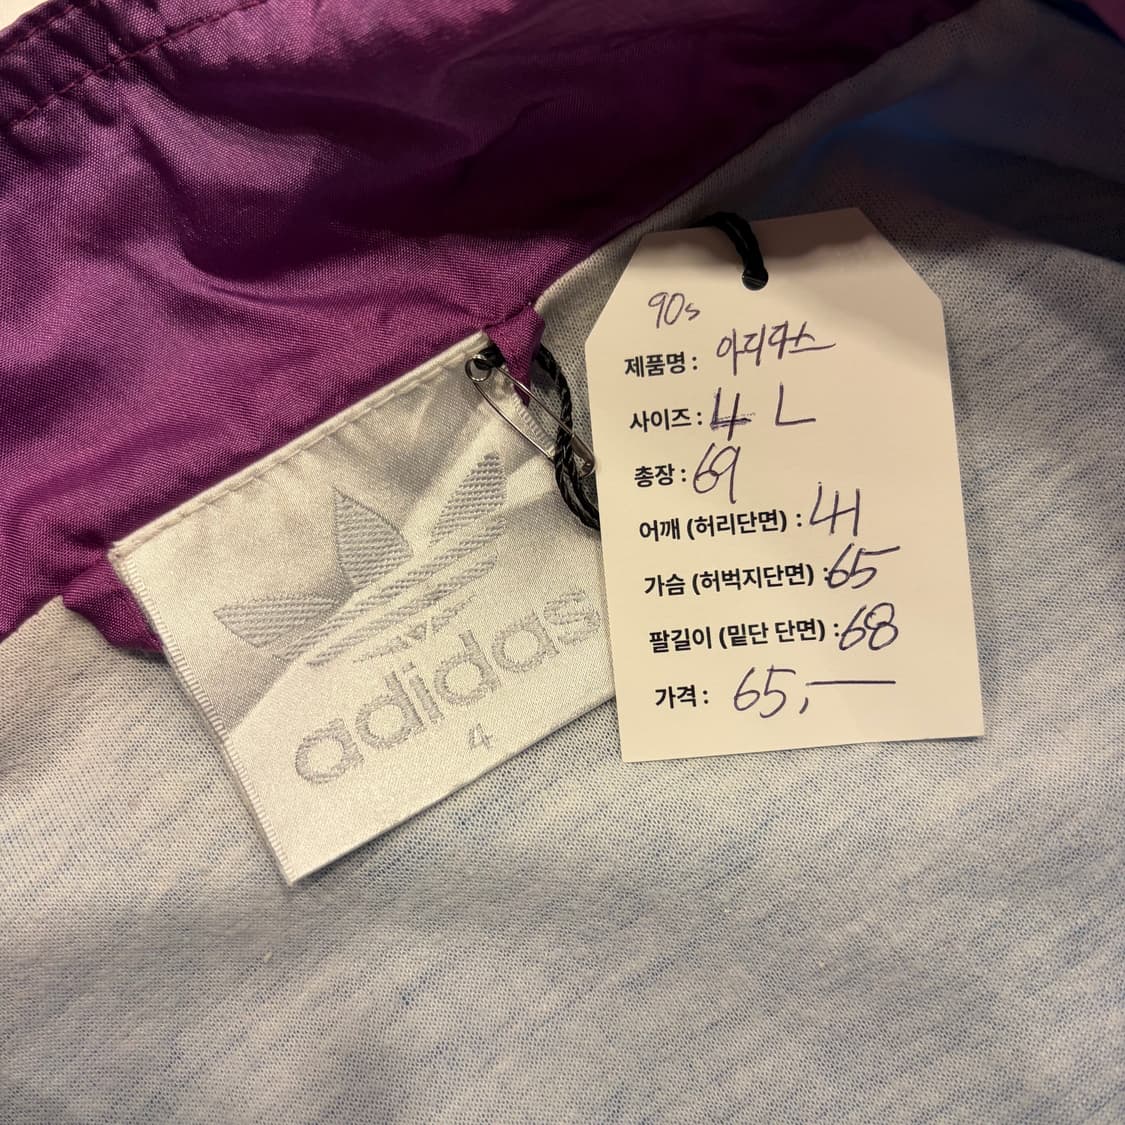 adidas
4
90s
제품명 : 아디다스
사이즈 : 4 L
총장 : 69
어깨 (허리단면) : 41
가슴 (허벅지단면) : 65
팔길이 (밑단 단면) : 68
가격 : 65,—